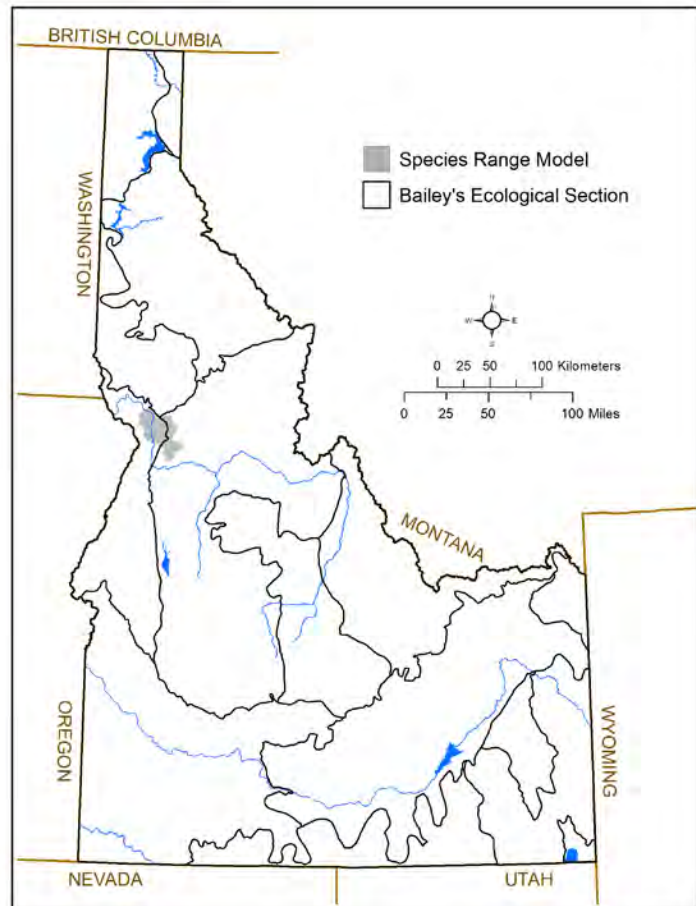 BRITISH COLUMBIA
WASHINGTON
Species Range Model
Bailey's Ecological Section
N
W E
S
0 25 50 100 Kilometers
0 25 50 100 Miles
MONTANA
OREGON
WYOMING
NEVADA
UTAH